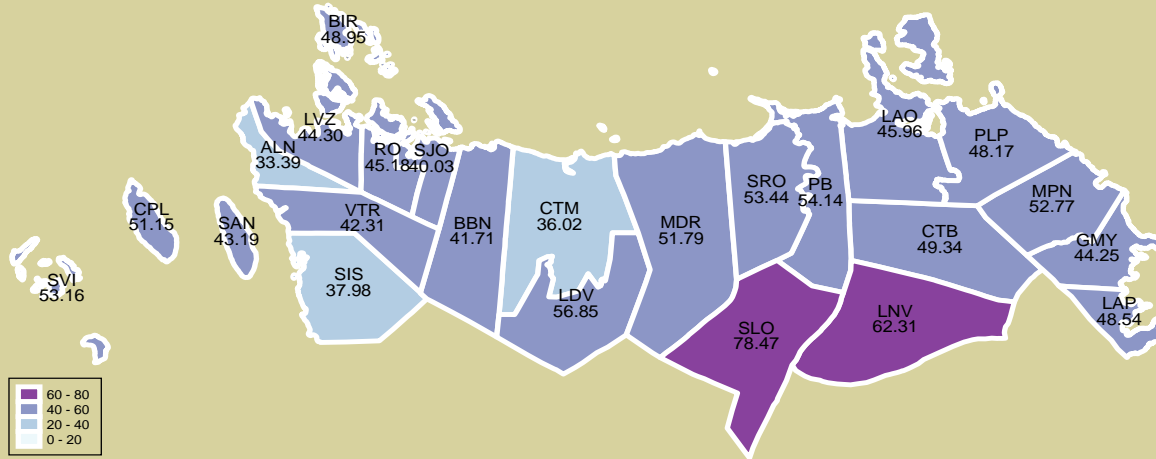 BIR
48.95
LVZ
44.30
ALN
33.39
RO
45.18
SJO
40.03
LAO
45.96
PLP
48.17
CPL
51.15
SAN
43.19
VTR
42.31
BBN
41.71
CTM
36.02
MDR
51.79
SRO
53.44
PB
54.14
MPN
52.77
CTB
49.34
GMY
44.25
SVI
53.16
SIS
37.98
LDV
56.85
SLO
78.47
LNV
62.31
LAP
48.54
60 - 80
40 - 60
20 - 40
0 - 20